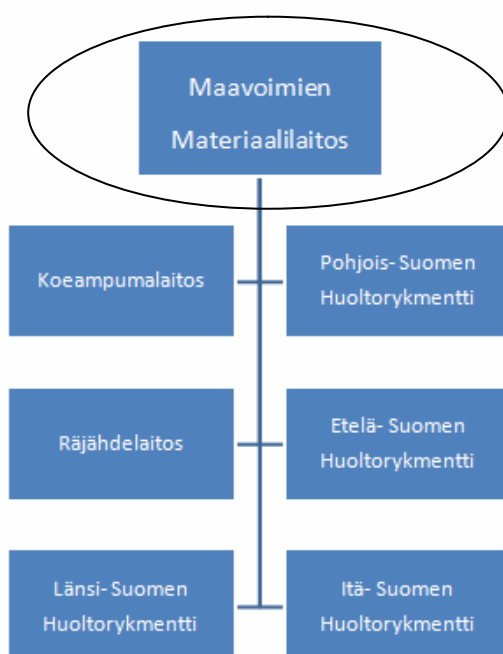 Maavoimien
Materiaalilaitos
Koeampumalaitos
Pohjois- Suomen
Huoltorykmentti
Räjähdelaitos
Etelä- Suomen
Huoltorykmentti
Länsi- Suomen
Huoltorykmentti
Itä- Suomen
Huoltorykmentti